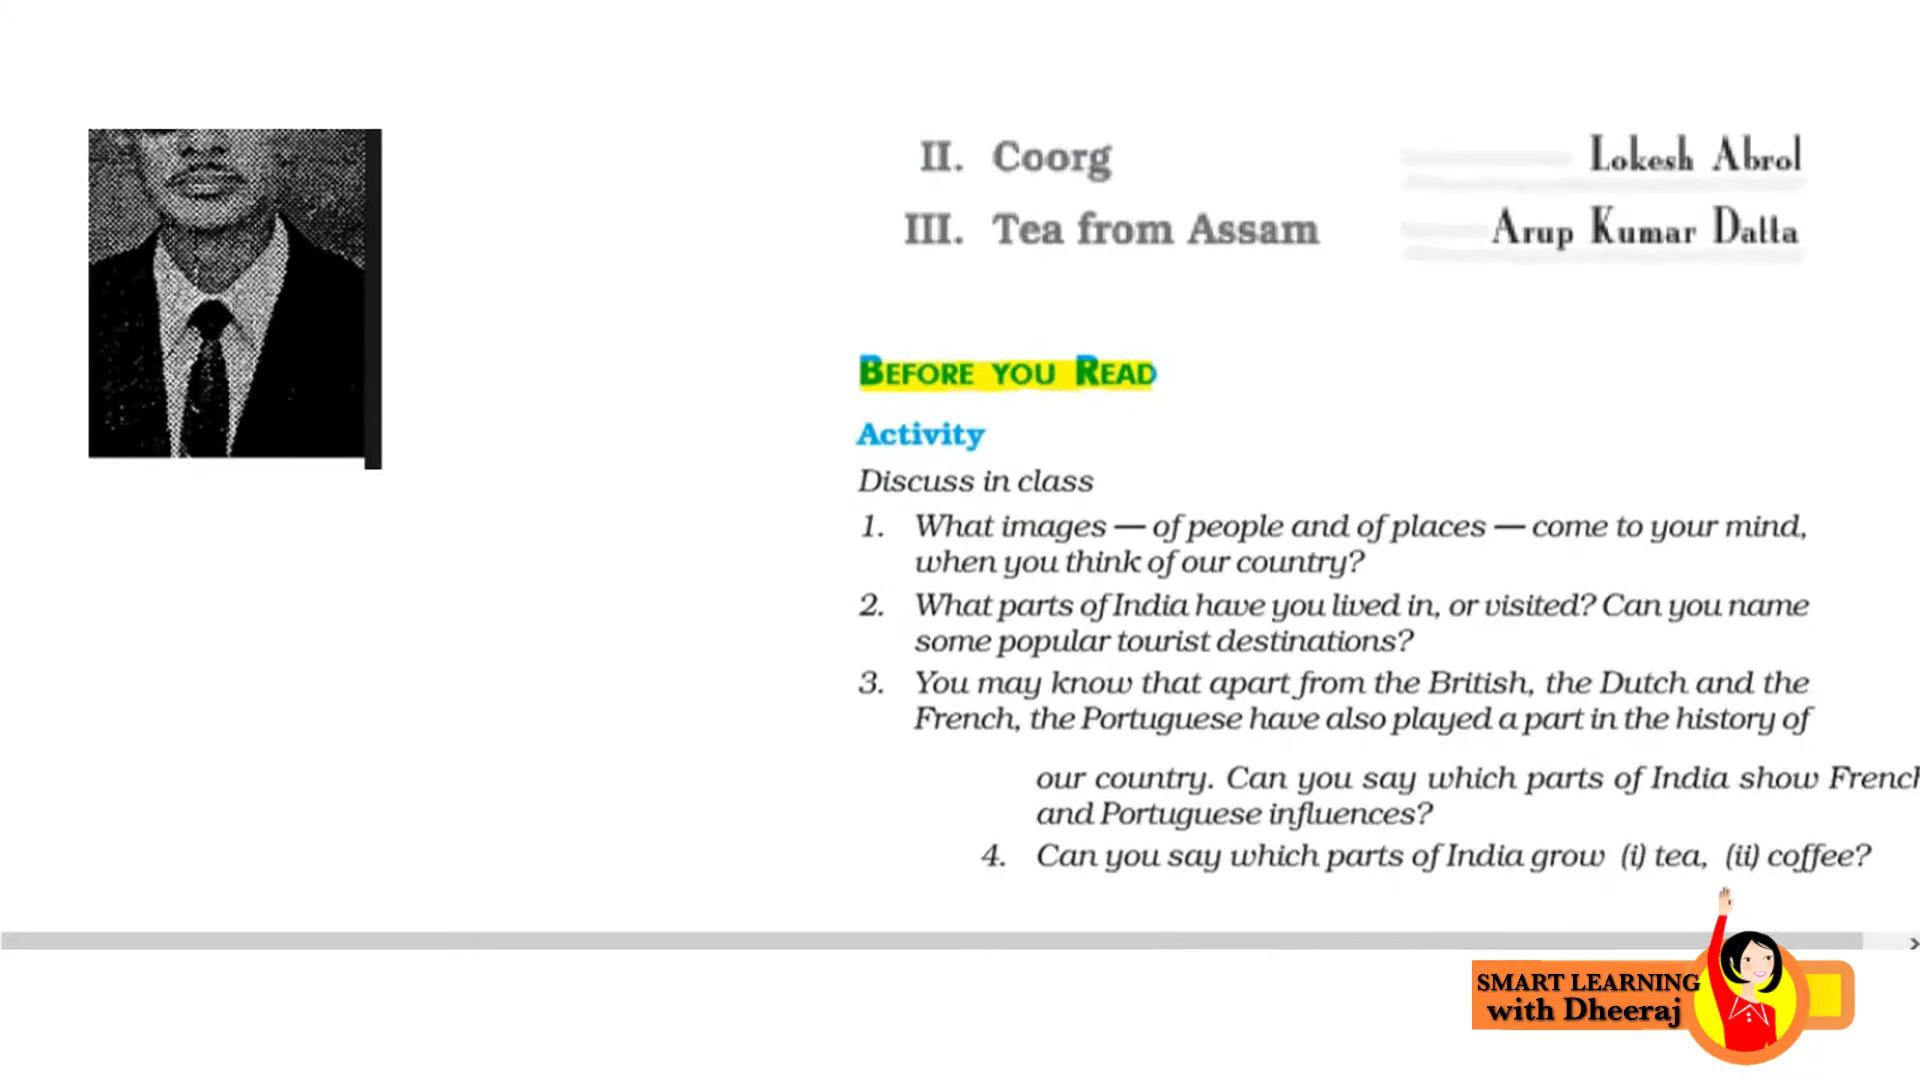 II. Coorg Lokesh Abrol
III. Tea from Assam Arup Kumar Datta
BEFORE YOU READ
Activity
Discuss in class
1. What images — of people and of places — come to your mind,
when you think of our country?
2. What parts of India have you lived in, or visited? Can you name
some popular tourist destinations?
3. You may know that apart from the British, the Dutch and the
French, the Portuguese have also played a part in the history of
our country. Can you say which parts of India show French
and Portuguese influences?
4. Can you say which parts of India grow (i) tea, (ii) coffee?
SMART LEARNING
with Dheeraj